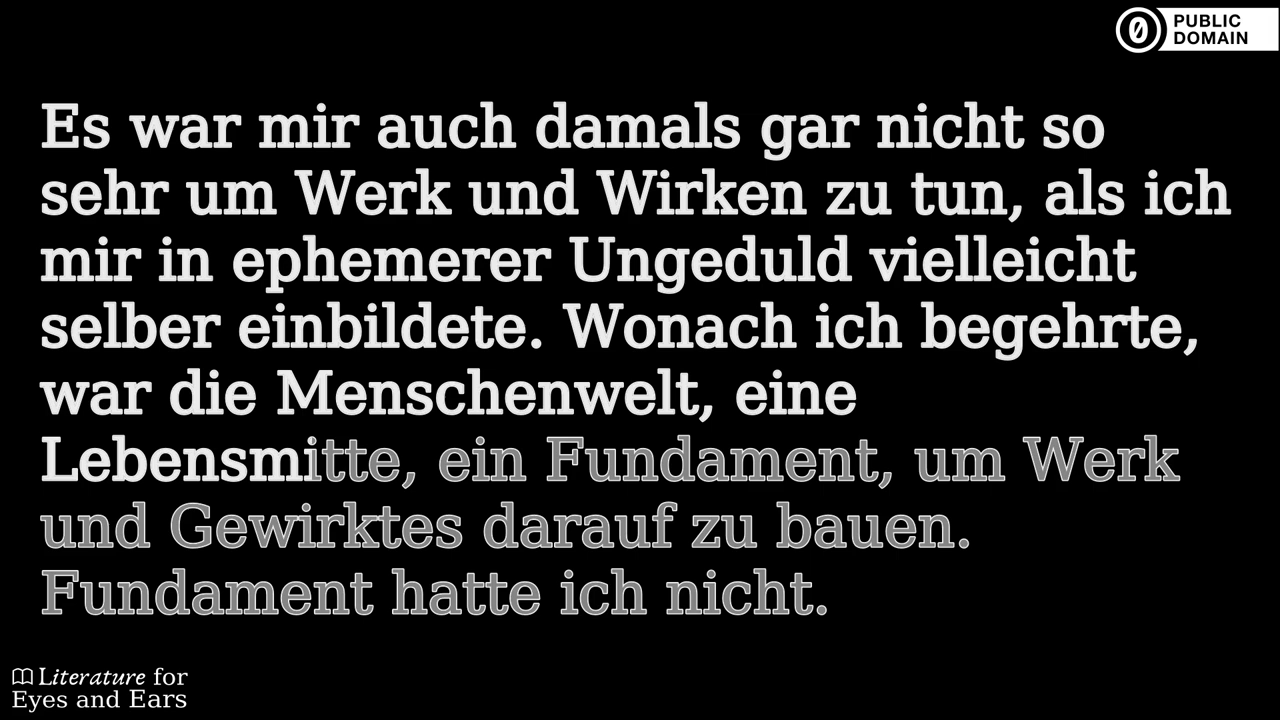 PUBLIC
DOMAIN
Es war mir auch damals gar nicht so
sehr um Werk und Wirken zu tun, als ich
mir in ephemerer Ungeduld vielleicht
selber einbildete. Wonach ich begehrte,
war die Menschenwelt, eine
Lebensmitte, ein Fundament, um Werk
und Gewirktes darauf zu bauen.
Fundament hatte ich nicht.
Literature for
Eyes and Ears